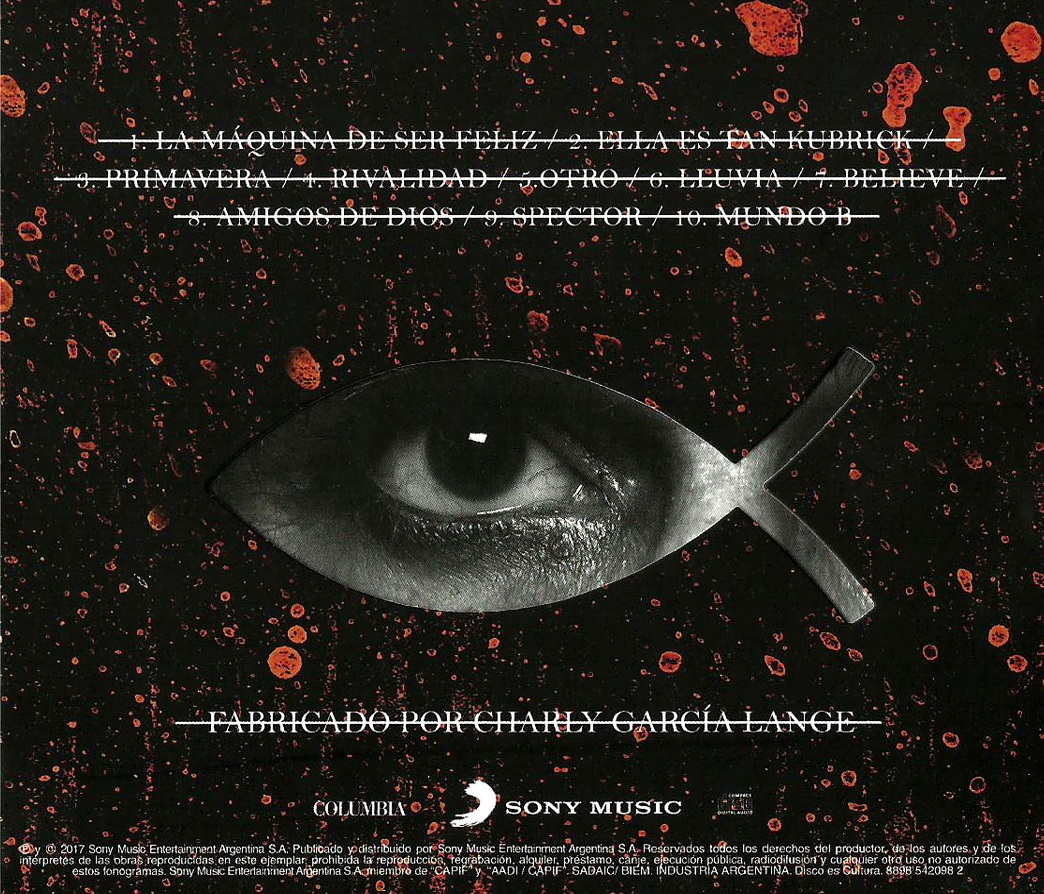 1. LA MÁQUINA DE SER FELIZ / 2. ELLA ES TAN KUBRICK /
3. PRIMAVERA / 4. RIVALIDAD / 5.OTRO / 6. LLUVIA / 7. BELIEVE /
8. AMIGOS DE DIOS / 9. SPECTOR / 10. MUNDO B
FABRICADO POR CHARLY GARCÍA LANGE
COLUMBIA SONY MUSIC COMPACT disc DIGITAL AUDIO
℗ y © 2017 Sony Music Entertainment Argentina S.A. Publicado y distribuido por Sony Music Entertainment Argentina S.A. Reservados todos los derechos del productor, de los autores y de los
intérpretes de las obras reproducidas en este ejemplar, prohibida la reproducción, regrabación, alquiler, préstamo, canje, ejecución pública, radiodifusión y cualquier otro uso no autorizado de
estos fonogramas. Sony Music Entertainment Argentina S.A. miembro de "CAPIF" y "AADI / CAPIF". SADAIC/ BIEM. INDUSTRIA ARGENTINA. Disco es Cultura. 8898 542098 2